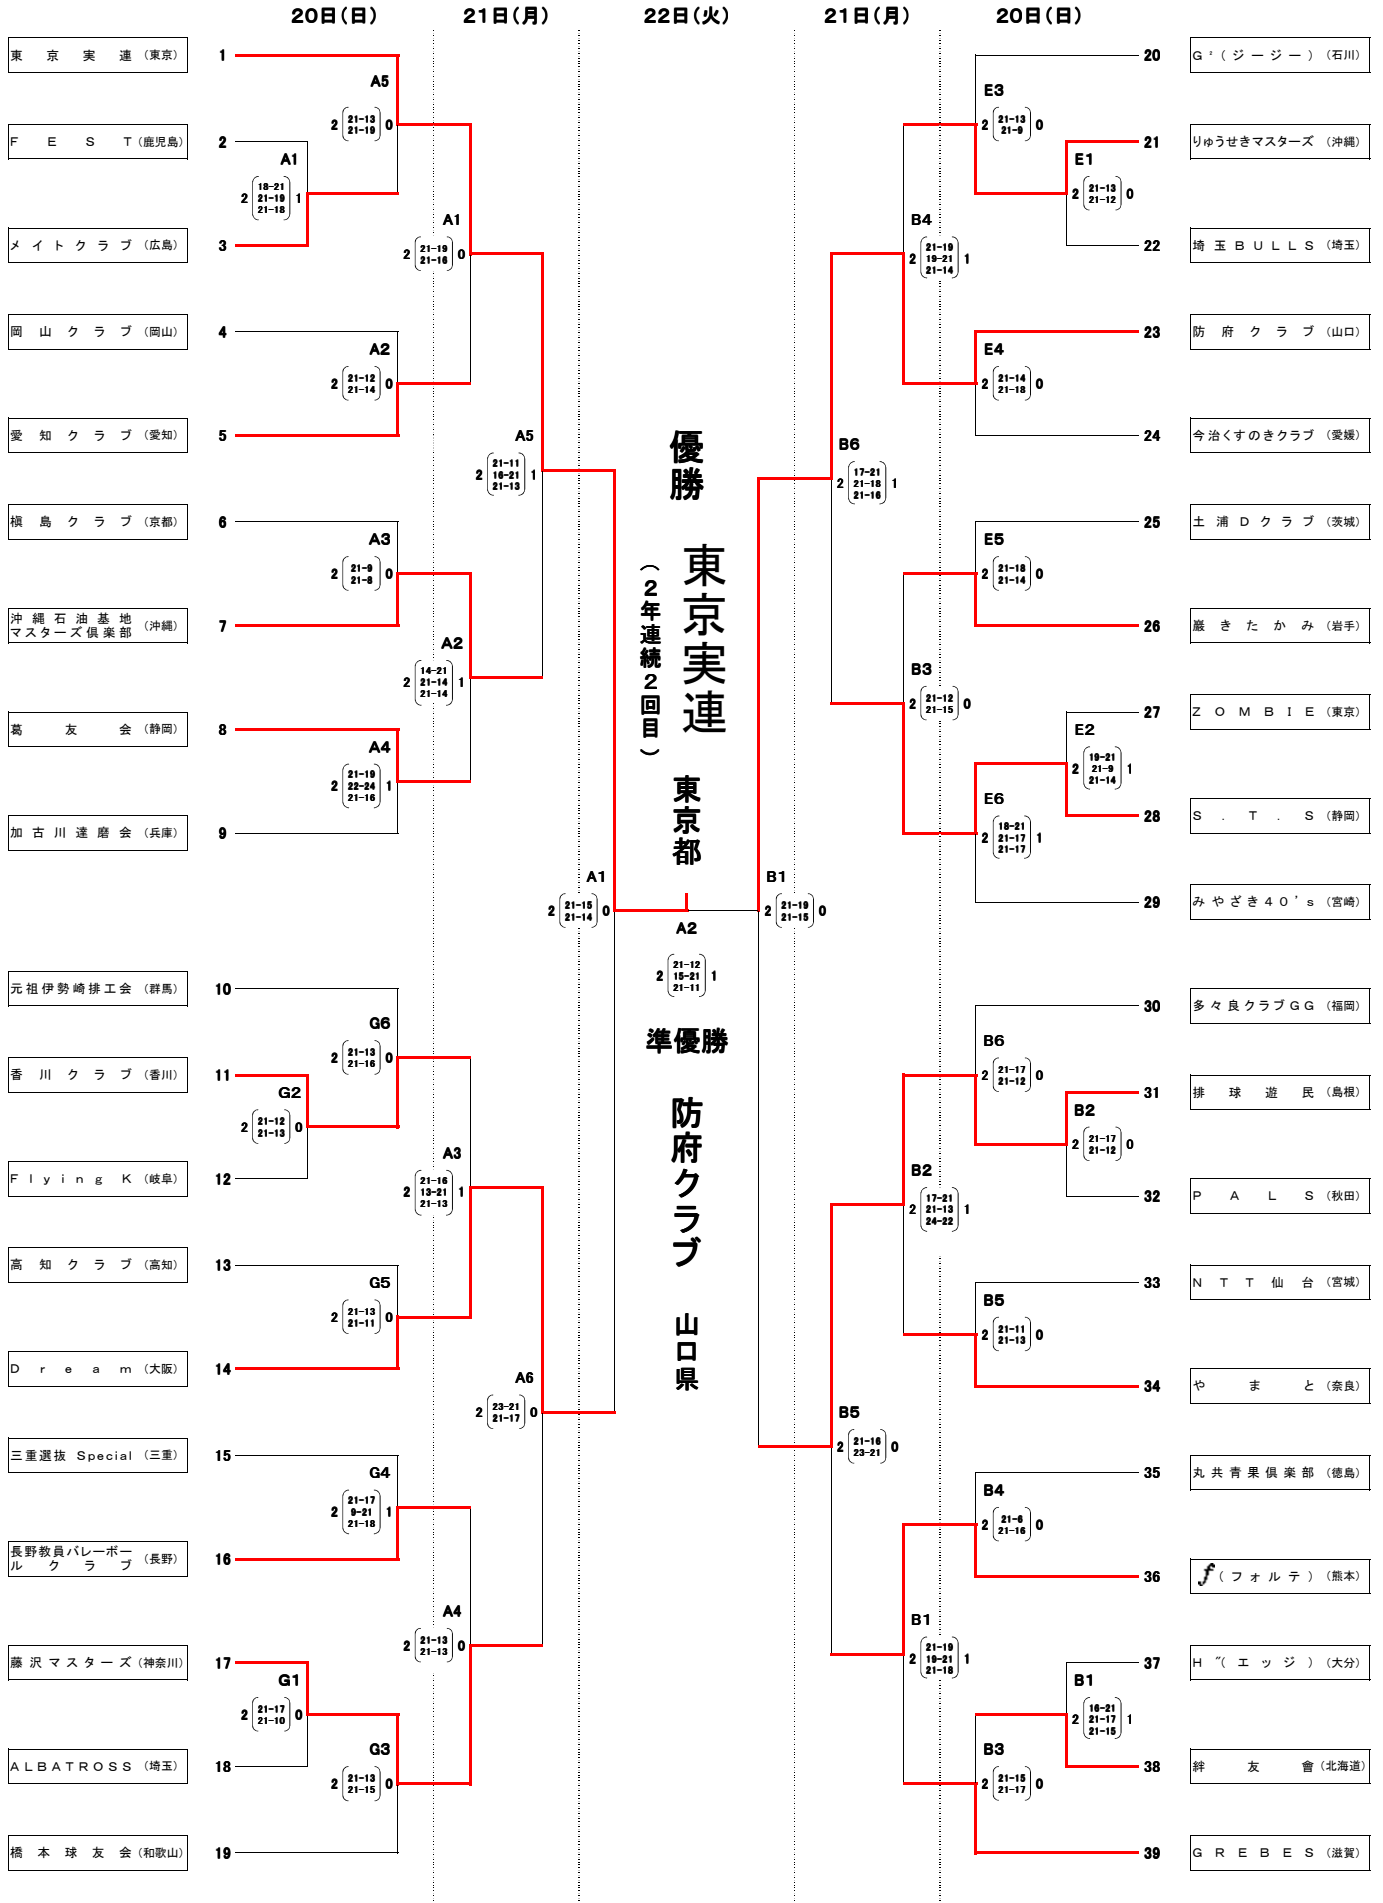 20日（日）
21日（月）
22日（火）
21日（月）
20日（日）
東京実連（東京） 1
FEST（鹿児島） 2
メイトクラブ（広島） 3
岡山クラブ（岡山） 4
愛知クラブ（愛知） 5
槇島クラブ（京都） 6
沖縄石油基地
マスターズ倶楽部（沖縄） 7
葛友会（静岡） 8
加古川達磨会（兵庫） 9
元祖伊勢崎排工会（群馬） 10
香川クラブ（香川） 11
Flying K（岐阜） 12
高知クラブ（高知） 13
Dream（大阪） 14
三重選抜 Special（三重） 15
長野教員バレーボー
ルクラブ（長野） 16
藤沢マスターズ（神奈川） 17
ALBATROSS（埼玉） 18
橋本球友会（和歌山） 19
A5
2 21-13 0
21-19
A1
18-21
2 21-19 1
21-18
A2
2 21-12 0
21-14
A3
2 21-9 0
21-8
A4
21-19
2 22-24 1
21-16
G6
2 21-13 0
21-16
G2
2 21-12 0
21-13
G5
2 21-13 0
21-11
G4
21-17
2 9-21 1
21-18
G1
2 21-17 0
21-10
G3
2 21-13 0
21-15
A1
2 21-19 0
21-16
A2
14-21
2 21-14 1
21-14
A3
21-16
2 13-21 1
21-13
A4
2 21-13 0
21-13
A5
21-11
2 16-21 1
21-13
A6
2 23-21 0
21-17
A1
2 21-15 0
21-14
優勝
東京実連
（２年連続２回目）
東京都
A2
21-12
2 15-21 1
21-11
準優勝
防府クラブ
山口県
B1
2 21-19 0
21-15
B6
17-21
2 21-18 1
21-16
B5
2 21-16 0
23-21
B4
21-19
2 19-21 1
21-14
B3
2 21-12 0
21-15
B2
17-21
2 21-13 1
24-22
B1
21-19
2 19-21 1
21-18
E3
2 21-13 0
21-9
E1
2 21-13 0
21-12
E4
2 21-14 0
21-18
E5
2 21-18 0
21-14
E2
19-21
2 21-9 1
21-14
E6
18-21
2 21-17 1
21-17
B6
2 21-17 0
21-12
B2
2 21-17 0
21-12
B5
2 21-11 0
21-13
B4
2 21-6 0
21-16
B1
16-21
2 21-17 1
21-15
B3
2 21-15 0
21-17
20 G²（ジージー）（石川）
21 りゅうせきマスターズ（沖縄）
22 埼玉BULLS（埼玉）
23 防府クラブ（山口）
24 今治くすのきクラブ（愛媛）
25 土浦Dクラブ（茨城）
26 巌きたかみ（岩手）
27 ZOMBIE（東京）
28 S.T.S（静岡）
29 みやざき40's（宮崎）
30 多々良クラブGG（福岡）
31 排球遊民（島根）
32 PALS（秋田）
33 NTT仙台（宮城）
34 やまと（奈良）
35 丸共青果倶楽部（徳島）
36 f（フォルテ）（熊本）
37 H"（エッジ）（大分）
38 絆友會（北海道）
39 GREBES（滋賀）